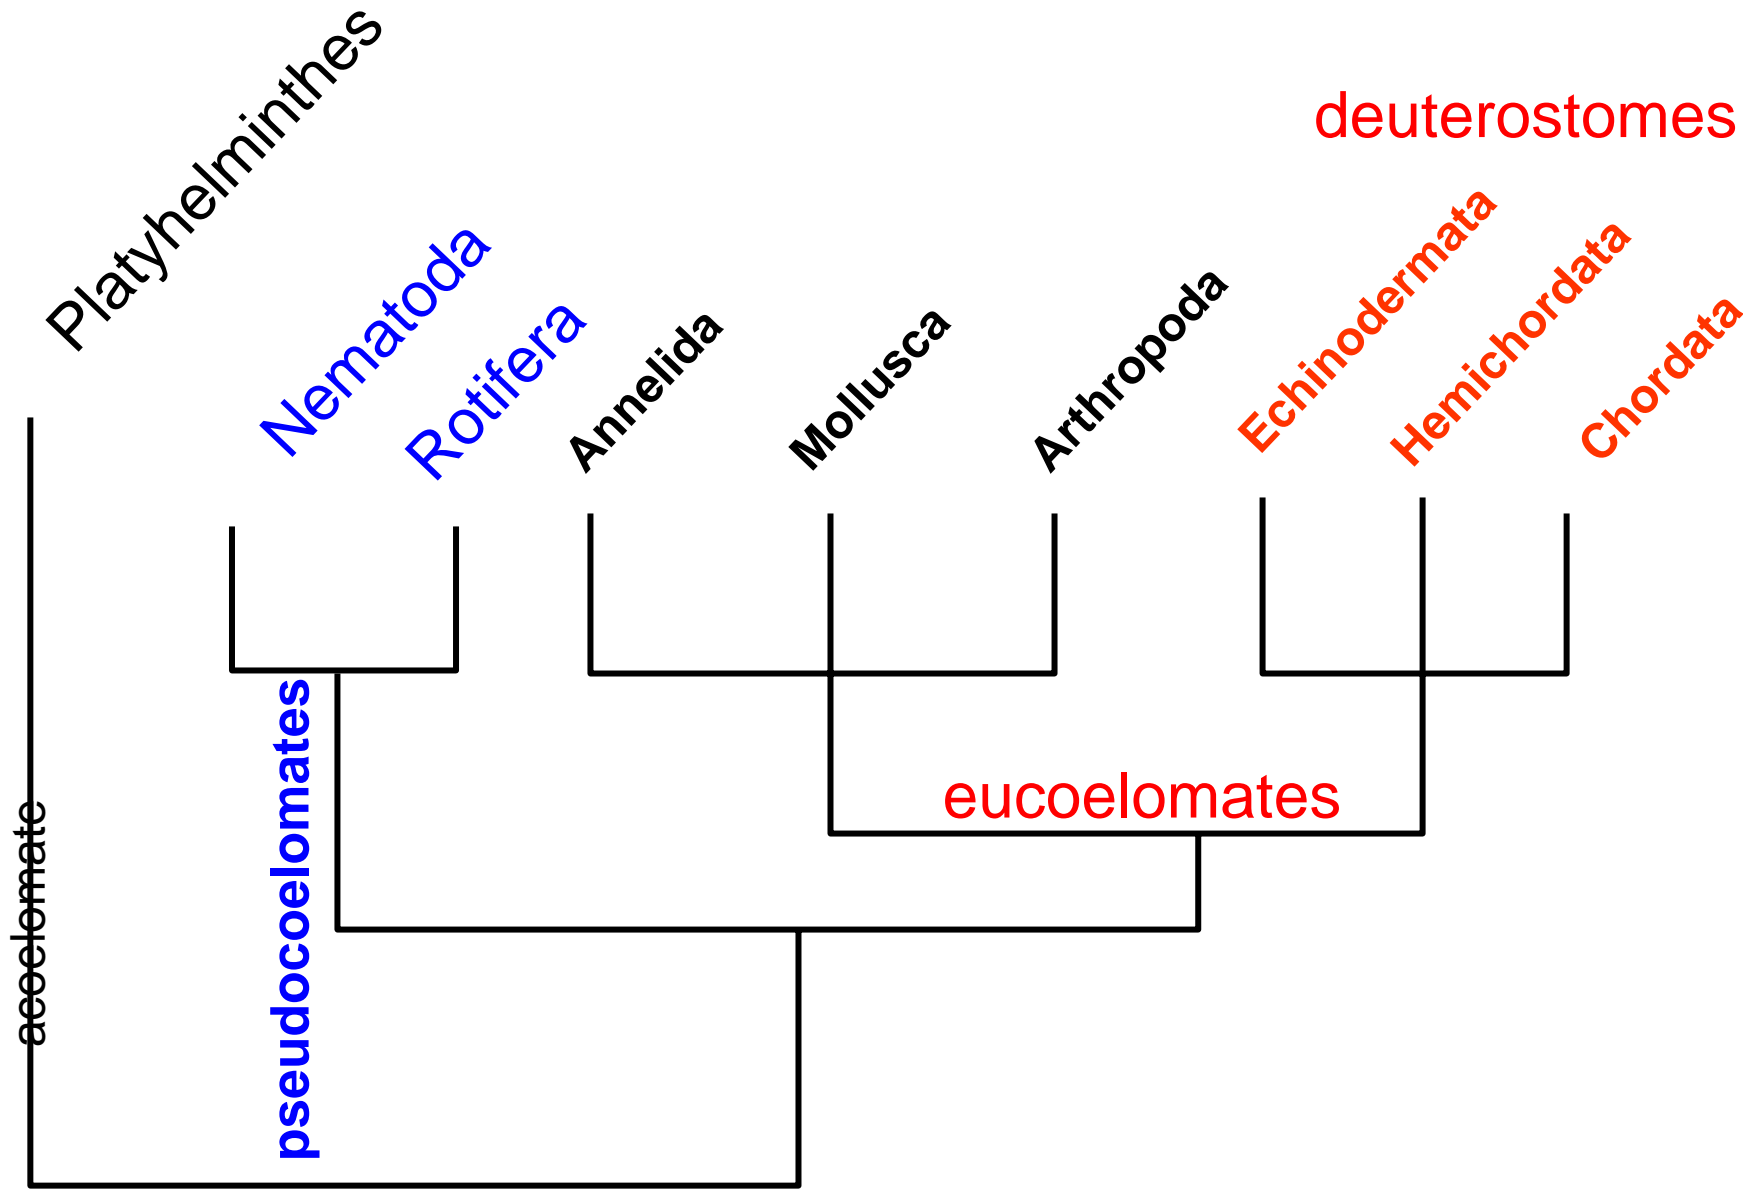 Platyhelminthes
deuterostomes
Nematoda
Rotifera
Annelida
Mollusca
Arthropoda
Echinodermata
Hemichordata
Chordata
acoelomate
pseudocoelomates
eucoelomates